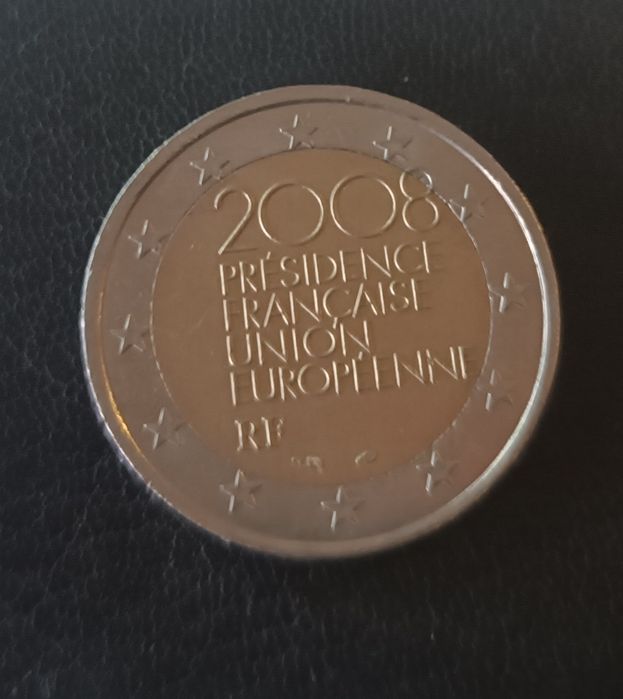 2008
PRÉSIDENCE
FRANÇAISE
UNION
EUROPÉENNE
RF